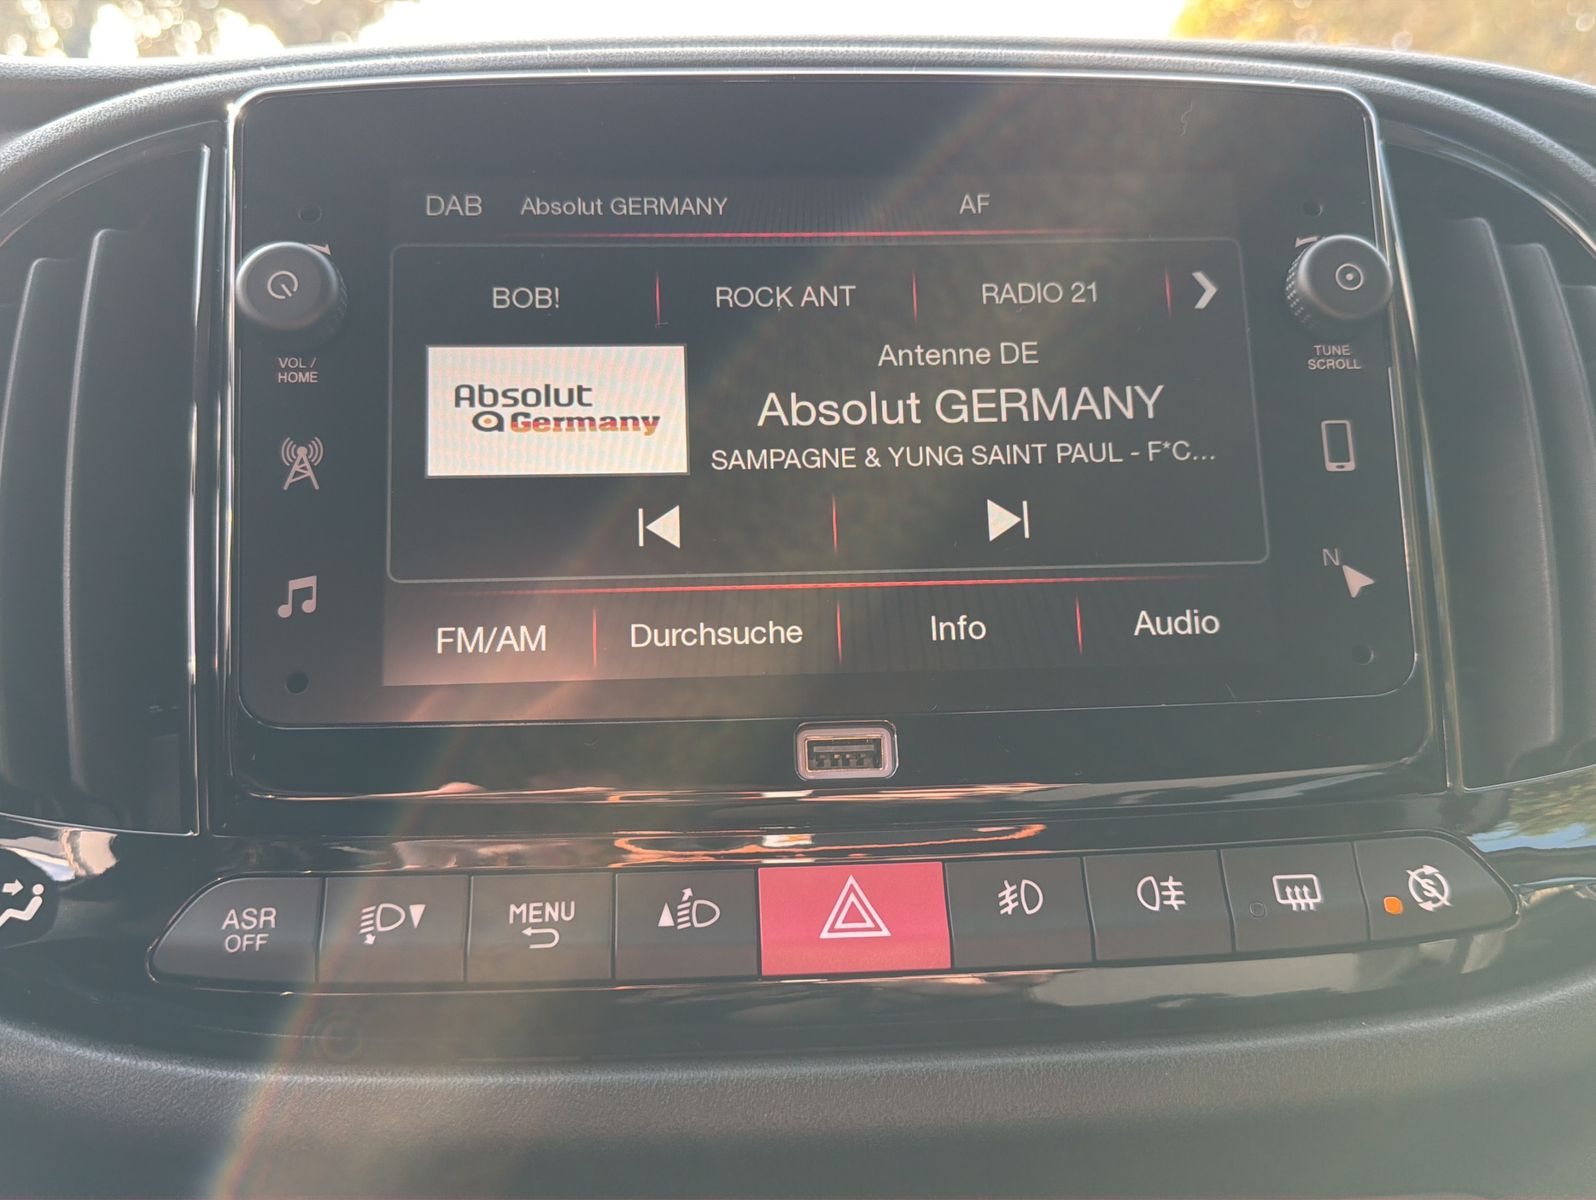 DAB Absolut GERMANY AF
BOB! ROCK ANT RADIO 21
Antenne DE
Absolut
Germany
Absolut GERMANY
SAMPAGNE & YUNG SAINT PAUL - F*C...
FM/AM Durchsuche Info Audio
VOL /
HOME
TUNE
SCROLL
N
ASR
OFF
MENU